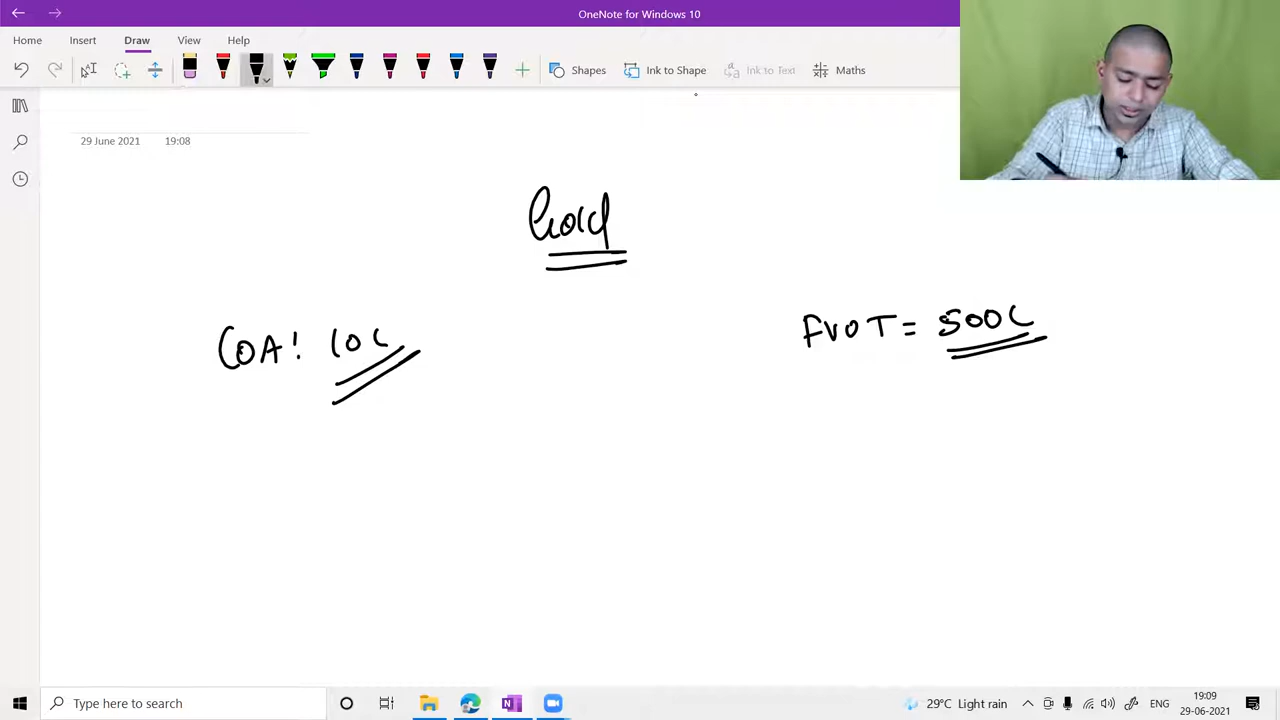 OneNote for Windows 10
Home Insert Draw View Help
Shapes Ink to Shape Ink to Text Maths
29 June 2021 19:08
Gold
COA: 10C
FVOT = 500C
Type here to search
29°C Light rain ENG 19:09
29-06-2021